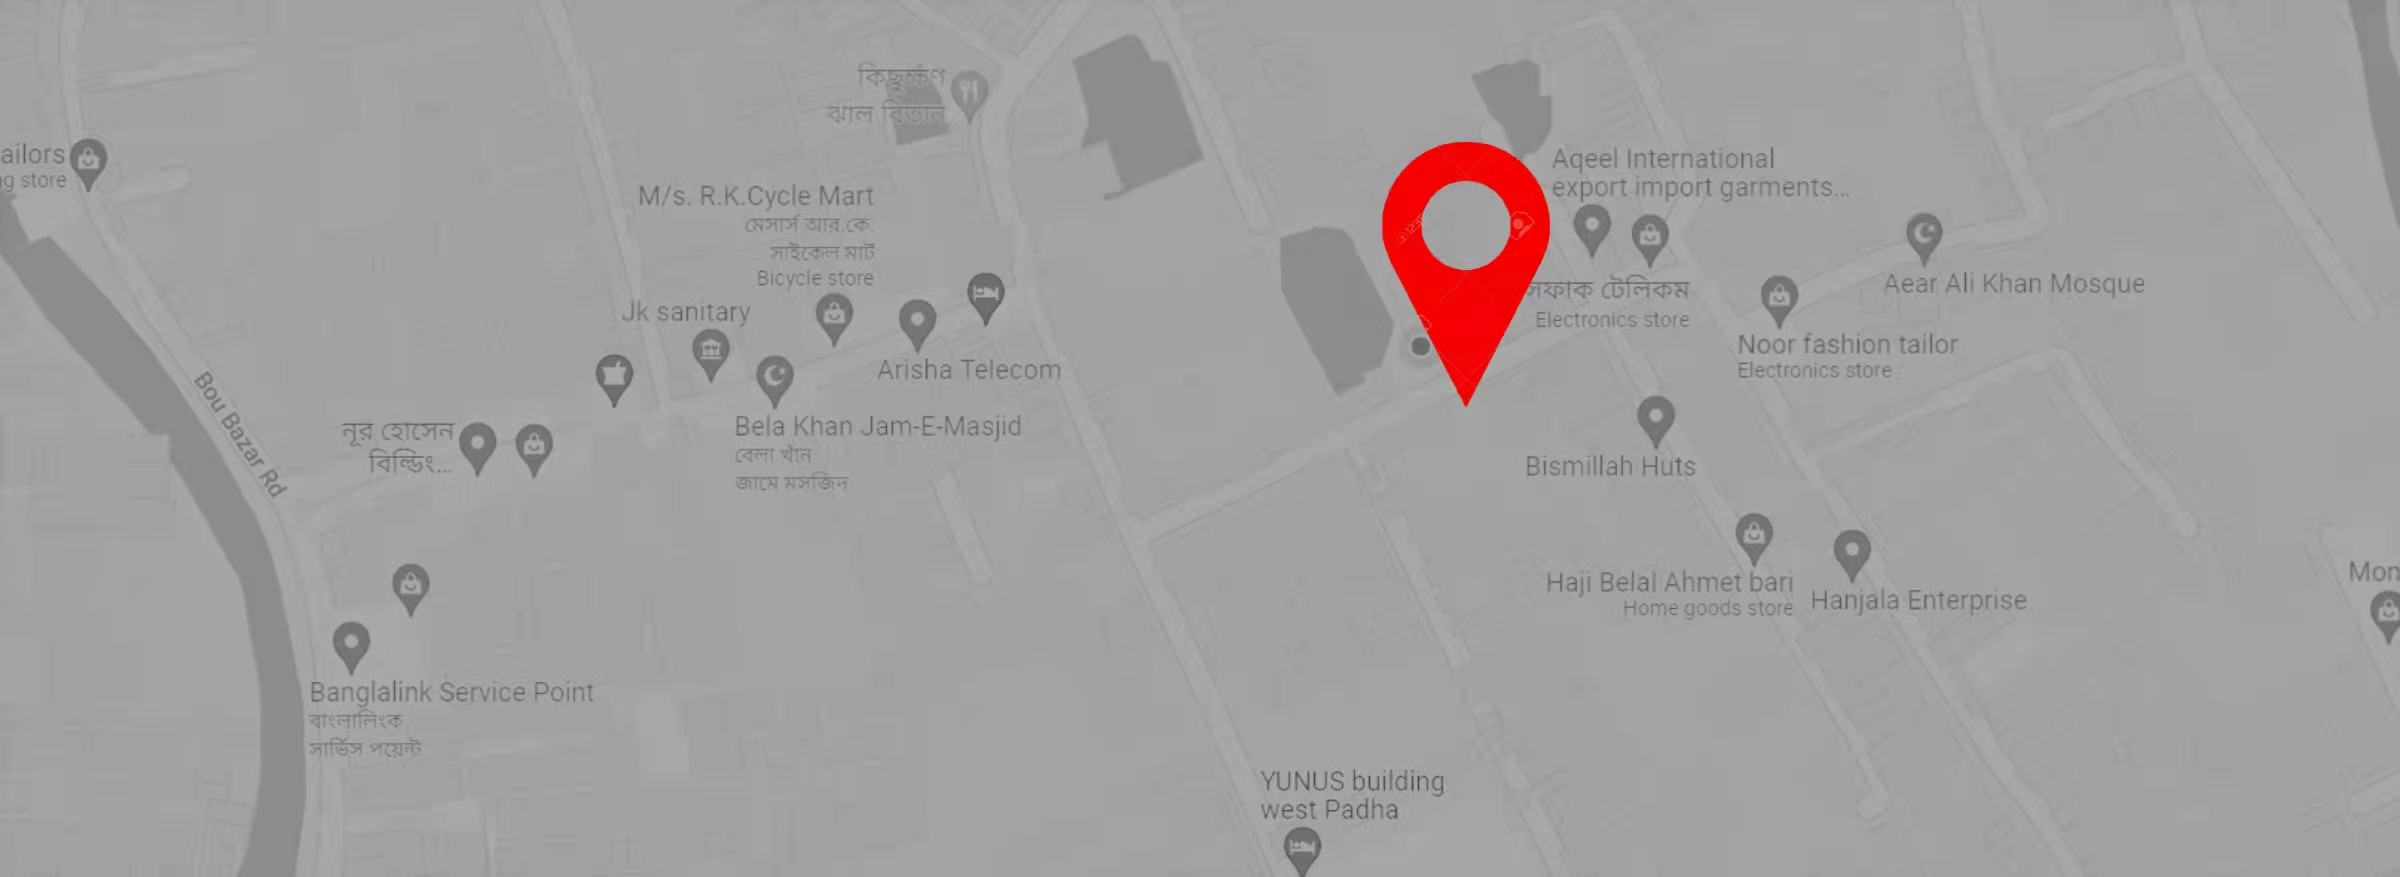 কিছুক্ষণ
ঝাল বিতান
ailors
ng store
Aqeel International
export import garments...
M/s. R.K.Cycle Mart
মেসার্স আর.কে.
সাইকেল মার্ট
Bicycle store
Jk sanitary
Arisha Telecom
সফাক টেলিকম
Electronics store
Aear Ali Khan Mosque
Noor fashion tailor
Electronics store
Bou Bazar Rd
নূর হোসেন
বিল্ডিং...
Bela Khan Jam-E-Masjid
বেলা খাঁন
জামে মসজিদ
Bismillah Huts
Haji Belal Ahmet bari
Home goods store
Hanjala Enterprise
Mon
Banglalink Service Point
বাংলালিংক
সার্ভিস পয়েন্ট
YUNUS building
west Padha